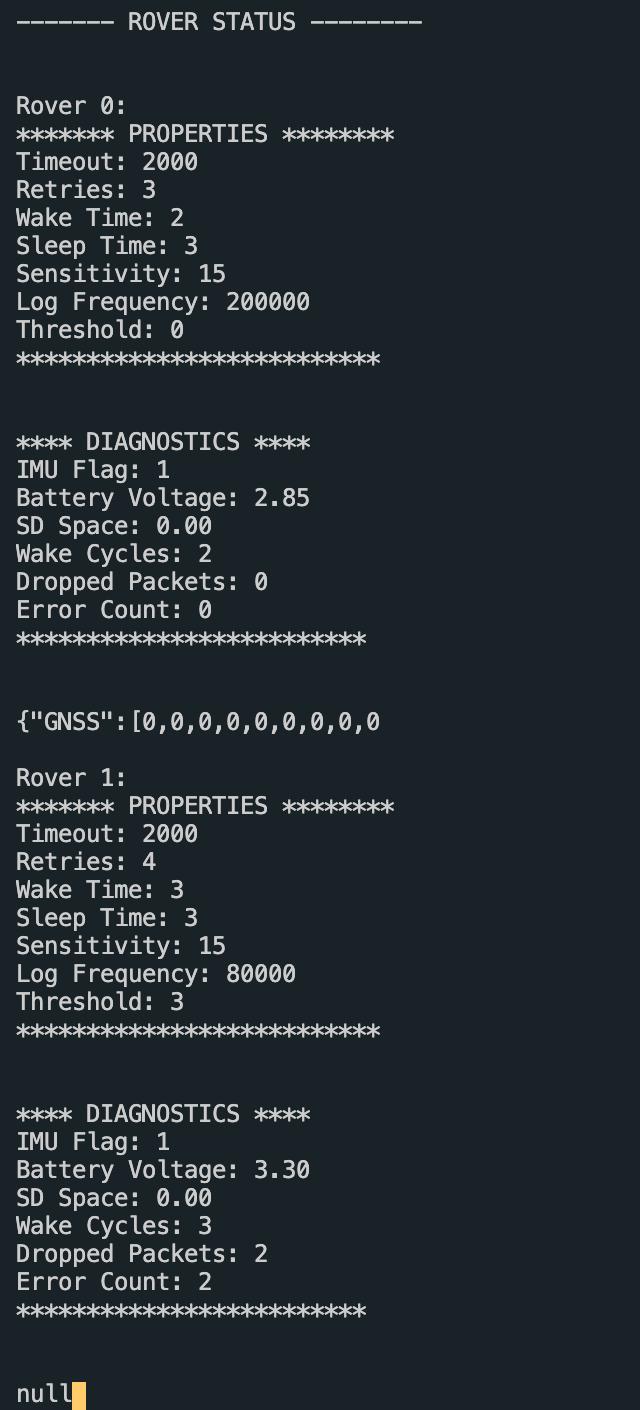 ------- ROVER STATUS --------
Rover 0:
******* PROPERTIES ********
Timeout: 2000
Retries: 3
Wake Time: 2
Sleep Time: 3
Sensitivity: 15
Log Frequency: 200000
Threshold: 0
**************************
**** DIAGNOSTICS ****
IMU Flag: 1
Battery Voltage: 2.85
SD Space: 0.00
Wake Cycles: 2
Dropped Packets: 0
Error Count: 0
*************************
{"GNSS":[0,0,0,0,0,0,0,0,0
Rover 1:
******* PROPERTIES ********
Timeout: 2000
Retries: 4
Wake Time: 3
Sleep Time: 3
Sensitivity: 15
Log Frequency: 80000
Threshold: 3
**************************
**** DIAGNOSTICS ****
IMU Flag: 1
Battery Voltage: 3.30
SD Space: 0.00
Wake Cycles: 3
Dropped Packets: 2
Error Count: 2
*************************
null